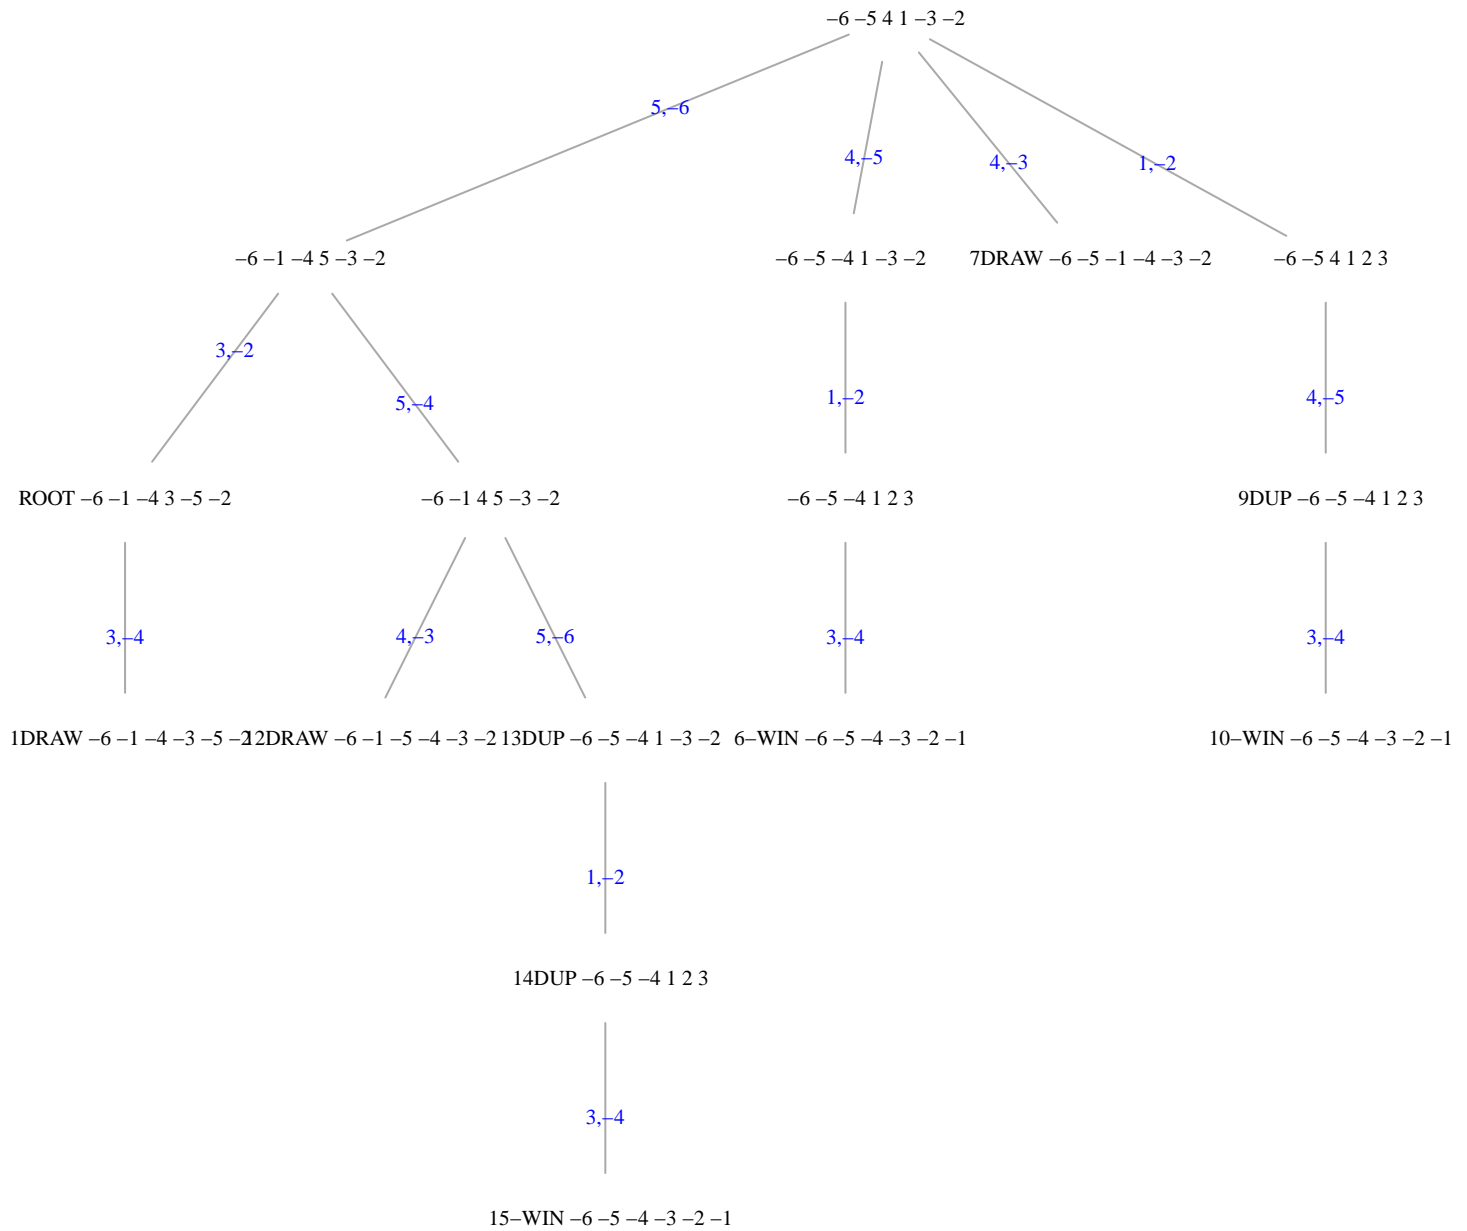 –6 –5 4 1 –3 –2
5,–6
4,–5
4,–3
1,–2
–6 –1 –4 5 –3 –2
–6 –5 –4 1 –3 –2
7DRAW –6 –5 –1 –4 –3 –2
–6 –5 4 1 2 3
3,–2
5,–4
1,–2
4,–5
ROOT –6 –1 –4 3 –5 –2
–6 –1 4 5 –3 –2
–6 –5 –4 1 2 3
9DUP –6 –5 –4 1 2 3
3,–4
4,–3
5,–6
3,–4
3,–4
1DRAW –6 –1 –4 –3 –5 –2
12DRAW –6 –1 –5 –4 –3 –2
13DUP –6 –5 –4 1 –3 –2
6–WIN –6 –5 –4 –3 –2 –1
10–WIN –6 –5 –4 –3 –2 –1
1,–2
14DUP –6 –5 –4 1 2 3
3,–4
15–WIN –6 –5 –4 –3 –2 –1